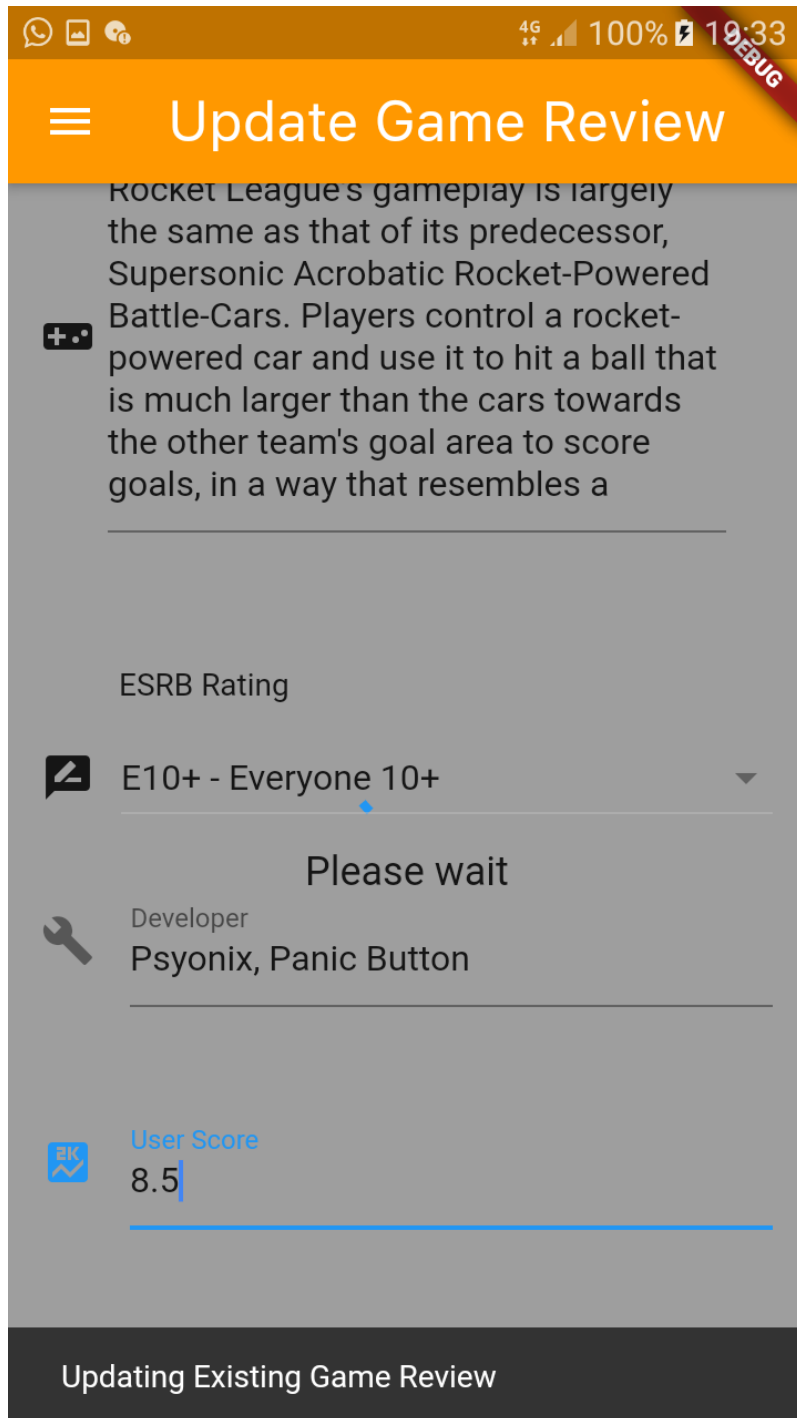 4G 100% 19:33
DEBUG
Update Game Review
Rocket League's gameplay is largely
the same as that of its predecessor,
Supersonic Acrobatic Rocket-Powered
Battle-Cars. Players control a rocket-
powered car and use it to hit a ball that
is much larger than the cars towards
the other team's goal area to score
goals, in a way that resembles a
ESRB Rating
E10+ - Everyone 10+
Please wait
Developer
Psyonix, Panic Button
User Score
2K
8.5
Updating Existing Game Review